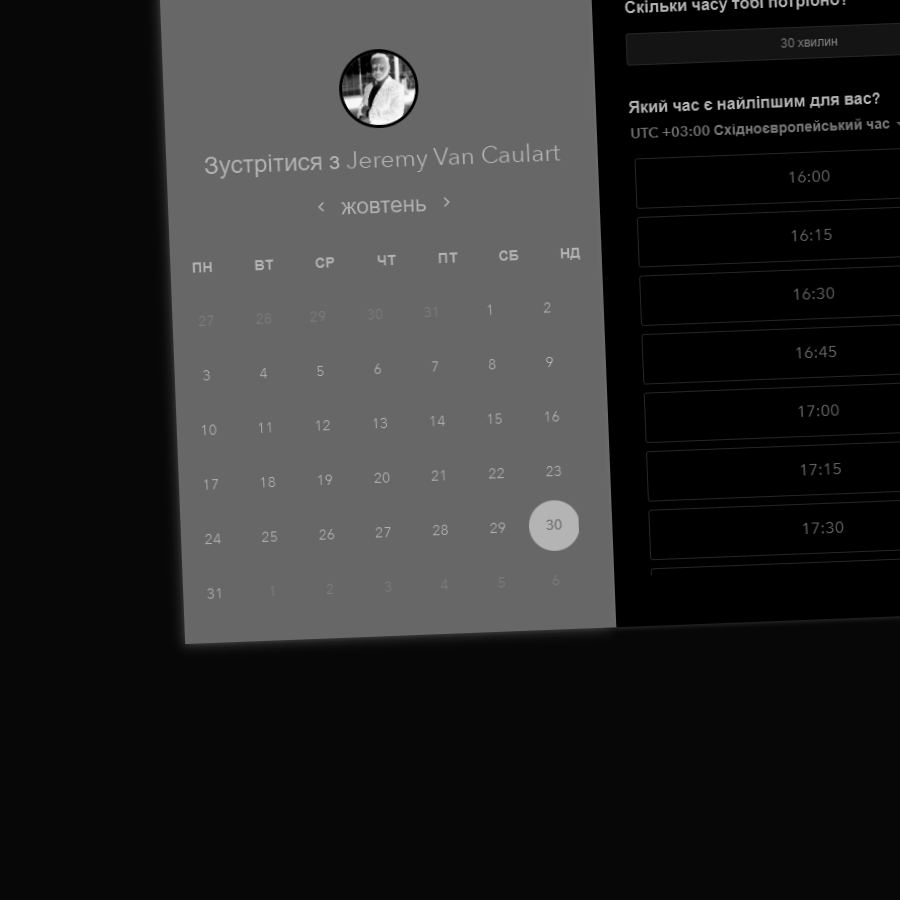 Зустрітися з Jeremy Van Caulart
жовтень
ПН ВТ СР ЧТ ПТ СБ НД
27 28 29 30 31 1 2
3 4 5 6 7 8 9
10 11 12 13 14 15 16
17 18 19 20 21 22 23
24 25 26 27 28 29 30
31 1 2 3 4 5 6
Скільки часу тобі потрібно?
30 хвилин
Який час є найліпшим для вас?
UTC +03:00 Східноєвропейський час
16:00
16:15
16:30
16:45
17:00
17:15
17:30